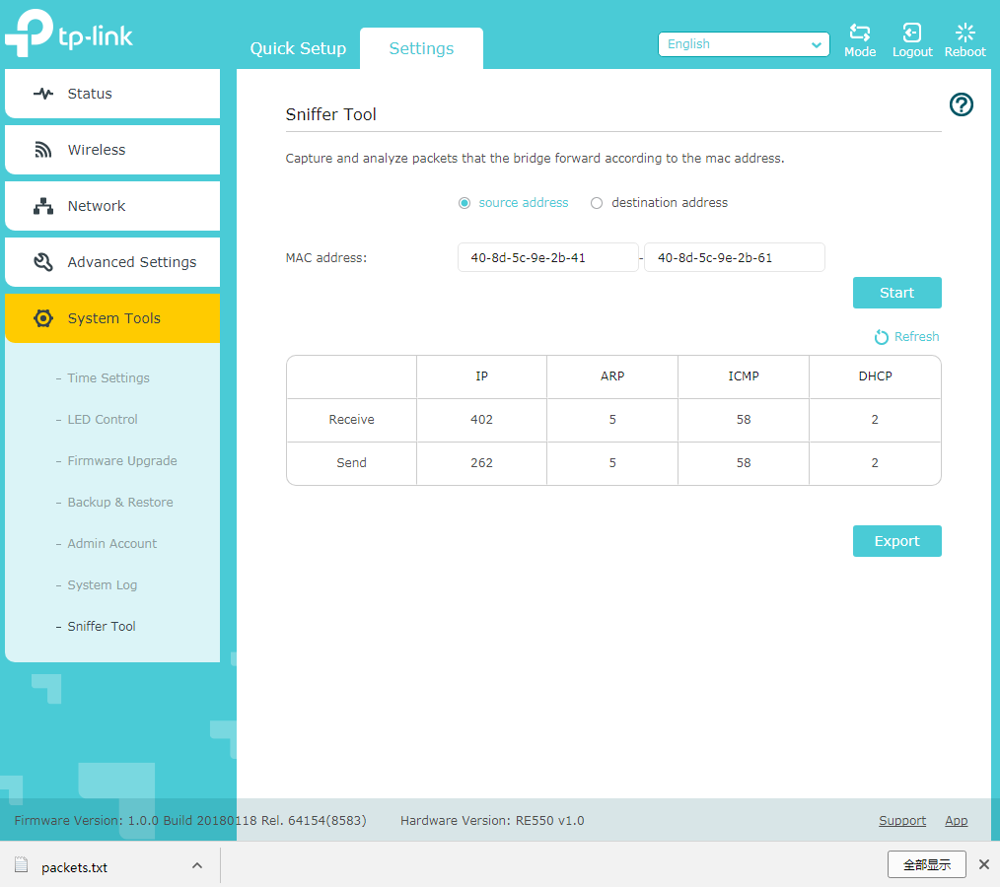 tp-link
Quick Setup
Settings
English
Mode
Logout
Reboot
Status
Wireless
Network
Advanced Settings
System Tools
- Time Settings
- LED Control
- Firmware Upgrade
- Backup & Restore
- Admin Account
- System Log
- Sniffer Tool
Sniffer Tool
?
Capture and analyze packets that the bridge forward according to the mac address.
source address destination address
MAC address: 40-8d-5c-9e-2b-41 - 40-8d-5c-9e-2b-61
Start
Refresh
IP ARP ICMP DHCP
Receive 402 5 58 2
Send 262 5 58 2
Export
Firmware Version: 1.0.0 Build 20180118 Rel. 64154(8583) Hardware Version: RE550 v1.0 Support App
packets.txt 全部显示